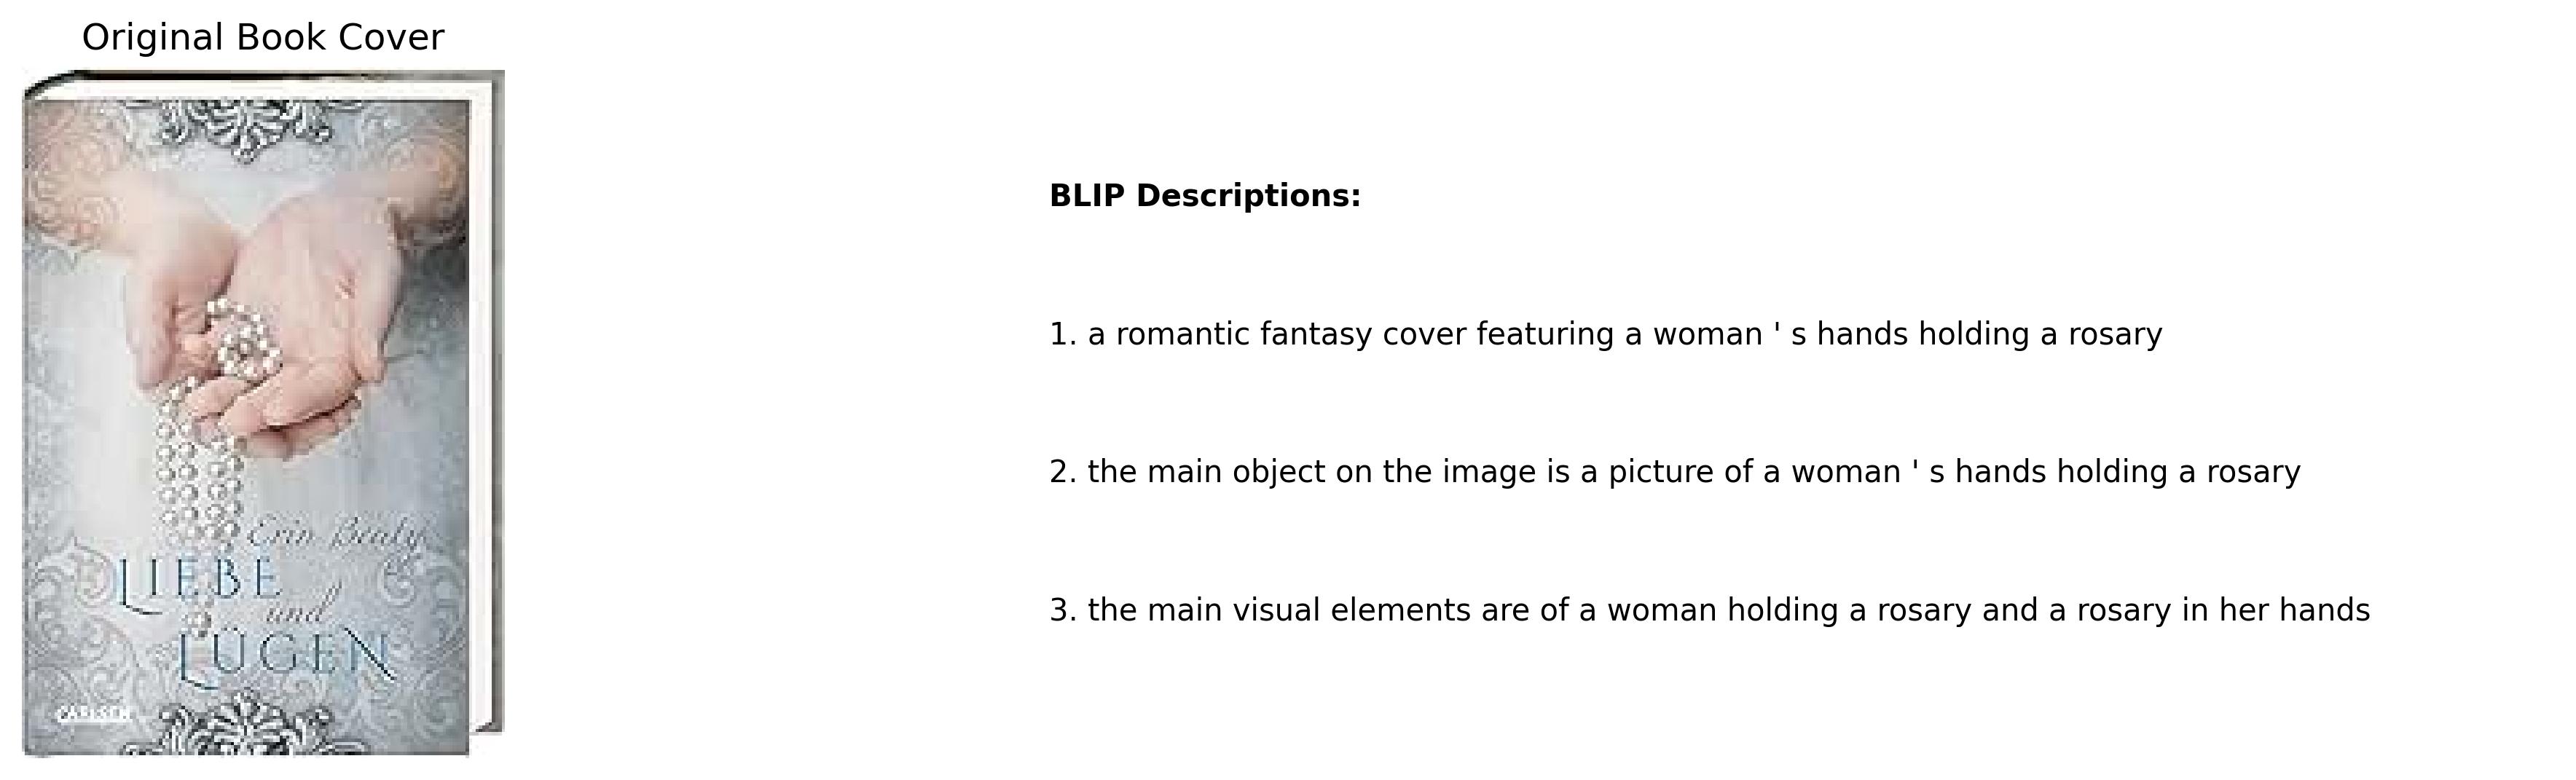 Original Book Cover
Erin Beaty
LIEBE
und
LÜGEN
CARLSEN
BLIP Descriptions:
1. a romantic fantasy cover featuring a woman ' s hands holding a rosary
2. the main object on the image is a picture of a woman ' s hands holding a rosary
3. the main visual elements are of a woman holding a rosary and a rosary in her hands